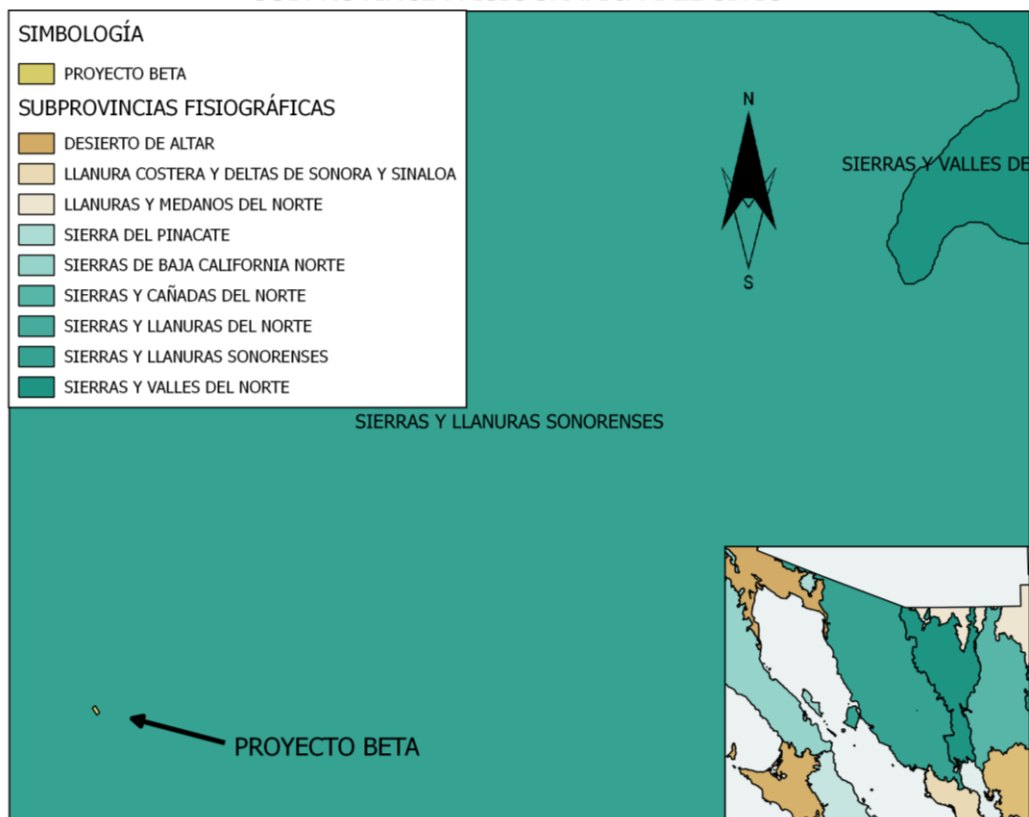 SIMBOLOGÍA
PROYECTO BETA
SUBPROVINCIAS FISIOGRÁFICAS
DESIERTO DE ALTAR
LLANURA COSTERA Y DELTAS DE SONORA Y SINALOA
LLANURAS Y MEDANOS DEL NORTE
SIERRA DEL PINACATE
SIERRAS DE BAJA CALIFORNIA NORTE
SIERRAS Y CAÑADAS DEL NORTE
SIERRAS Y LLANURAS DEL NORTE
SIERRAS Y LLANURAS SONORENSES
SIERRAS Y VALLES DEL NORTE
N
S
SIERRAS Y VALLES DE
SIERRAS Y LLANURAS SONORENSES
PROYECTO BETA